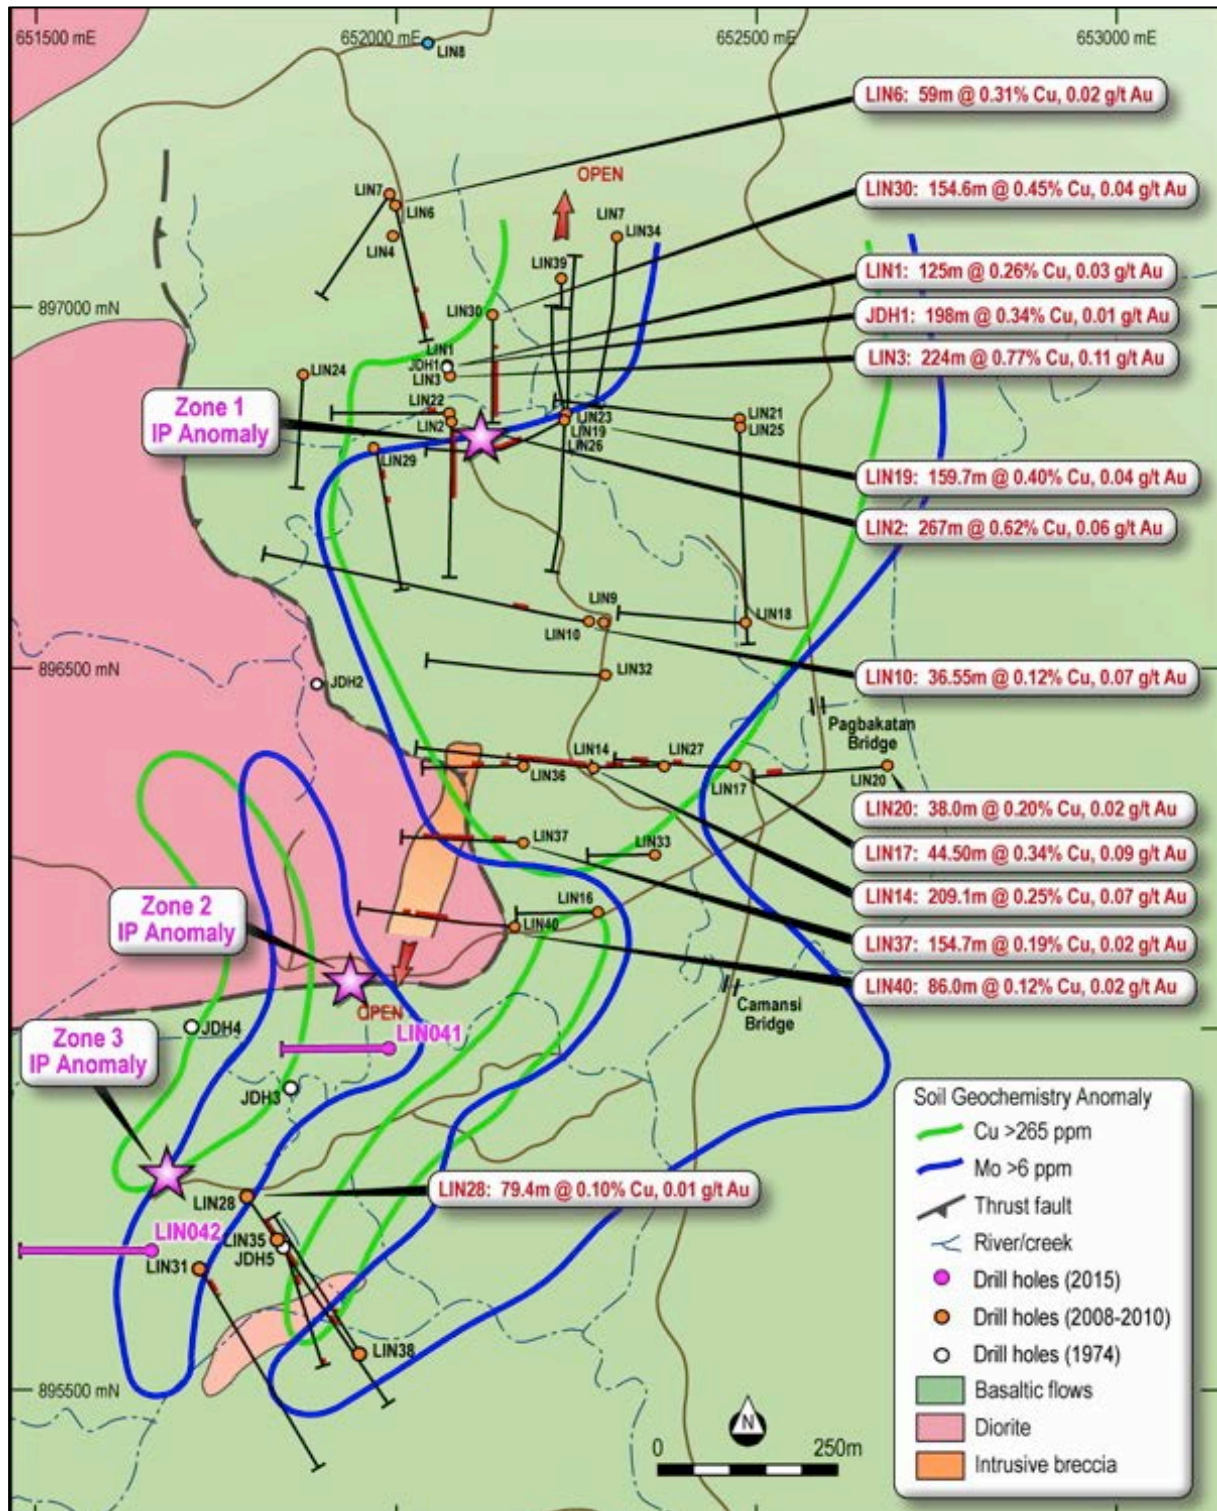 651500 mE
652000 mE
652500 mE
653000 mE
LIN8
LIN6: 59m @ 0.31% Cu, 0.02 g/t Au
OPEN
LIN7
LIN6
LIN4
LIN7
LIN34
LIN30: 154.6m @ 0.45% Cu, 0.04 g/t Au
LIN39
LIN1: 125m @ 0.26% Cu, 0.03 g/t Au
897000 mN
LIN30
JDH1: 198m @ 0.34% Cu, 0.01 g/t Au
LIN1
JDH1
LIN3
LIN3: 224m @ 0.77% Cu, 0.11 g/t Au
LIN24
Zone 1
IP Anomaly
LIN22
LIN2
LIN23
LIN19
LIN26
LIN21
LIN25
LIN29
LIN19: 159.7m @ 0.40% Cu, 0.04 g/t Au
LIN2: 267m @ 0.62% Cu, 0.06 g/t Au
LIN9
LIN10
LIN18
896500 mN
LIN32
LIN10: 36.55m @ 0.12% Cu, 0.07 g/t Au
JDH2
Pagbakatan
Bridge
LIN14
LIN27
LIN36
LIN17
LIN20
LIN20: 38.0m @ 0.20% Cu, 0.02 g/t Au
LIN37
LIN33
LIN17: 44.50m @ 0.34% Cu, 0.09 g/t Au
LIN14: 209.1m @ 0.25% Cu, 0.07 g/t Au
Zone 2
IP Anomaly
LIN16
LIN40
LIN37: 154.7m @ 0.19% Cu, 0.02 g/t Au
LIN40: 86.0m @ 0.12% Cu, 0.02 g/t Au
OPEN
Camansi
Bridge
Zone 3
IP Anomaly
JDH4
LIN041
JDH3
Soil Geochemistry Anomaly
Cu >265 ppm
Mo >6 ppm
Thrust fault
River/creek
Drill holes (2015)
Drill holes (2008-2010)
Drill holes (1974)
Basaltic flows
Diorite
Intrusive breccia
LIN28: 79.4m @ 0.10% Cu, 0.01 g/t Au
LIN28
LIN042
LIN35
JDH5
LIN31
LIN38
895500 mN
N
0
250m